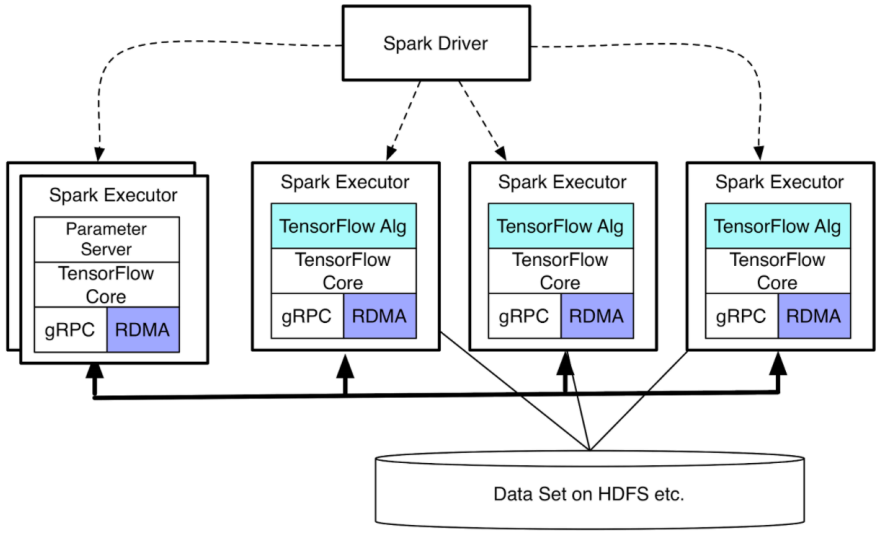 Spark Driver
Spark Executor
Parameter
Server
TensorFlow
Core
gRPC RDMA
Spark Executor
TensorFlow Alg
TensorFlow
Core
gRPC RDMA
Spark Executor
TensorFlow Alg
TensorFlow
Core
gRPC RDMA
Spark Executor
TensorFlow Alg
TensorFlow
Core
gRPC RDMA
Data Set on HDFS etc.